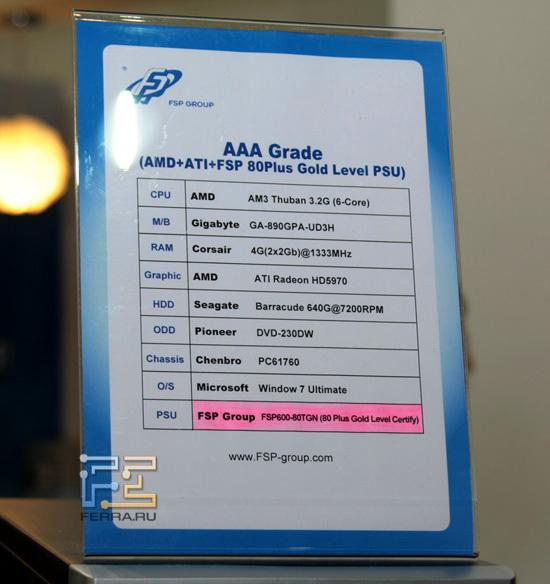 FSP GROUP
AAA Grade
(AMD+ATI+FSP 80Plus Gold Level PSU)
CPU AMD AM3 Thuban 3.2G (6-Core)
M/B Gigabyte GA-890GPA-UD3H
RAM Corsair 4G(2x2Gb)@1333MHz
Graphic AMD ATI Radeon HD5970
HDD Seagate Barracude 640G@7200RPM
ODD Pioneer DVD-230DW
Chassis Chenbro PC61760
O/S Microsoft Window 7 Ultimate
PSU FSP Group FSP600-80TGN (80 Plus Gold Level Certify)
www.FSP-group.com
FERRA.RU